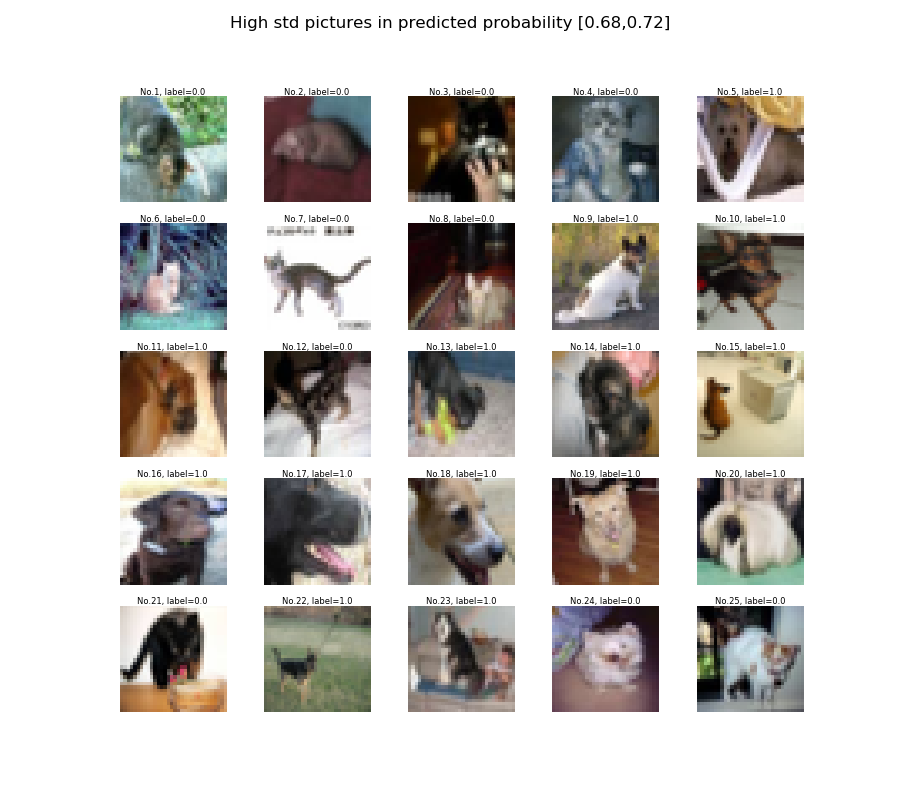 High std pictures in predicted probability [0.68,0.72]
No.1, label=0.0
No.2, label=0.0
No.3, label=0.0
No.4, label=0.0
No.5, label=1.0
No.6, label=0.0
No.7, label=0.0
No.8, label=0.0
No.9, label=1.0
No.10, label=1.0
No.11, label=1.0
No.12, label=0.0
No.13, label=1.0
No.14, label=1.0
No.15, label=1.0
No.16, label=1.0
No.17, label=1.0
No.18, label=1.0
No.19, label=1.0
No.20, label=1.0
No.21, label=0.0
No.22, label=1.0
No.23, label=1.0
No.24, label=0.0
No.25, label=0.0